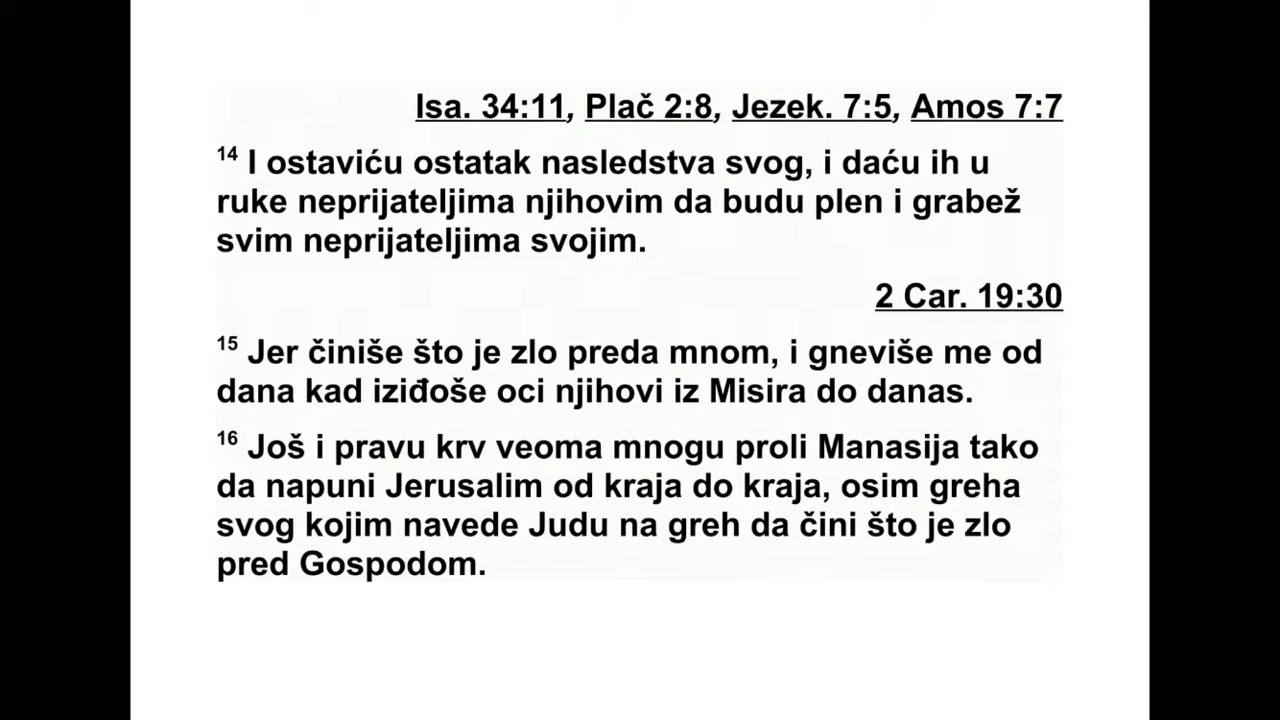 Isa. 34:11, Plač 2:8, Jezek. 7:5, Amos 7:7
14 I ostaviću ostatak nasledstva svog, i daću ih u
ruke neprijateljima njihovim da budu plen i grabež
svim neprijateljima svojim.
2 Car. 19:30
15 Jer činiše što je zlo preda mnom, i gneviše me od
dana kad iziđoše oci njihovi iz Misira do danas.
16 Još i pravu krv veoma mnogu proli Manasija tako
da napuni Jerusalim od kraja do kraja, osim greha
svog kojim navede Judu na greh da čini što je zlo
pred Gospodom.